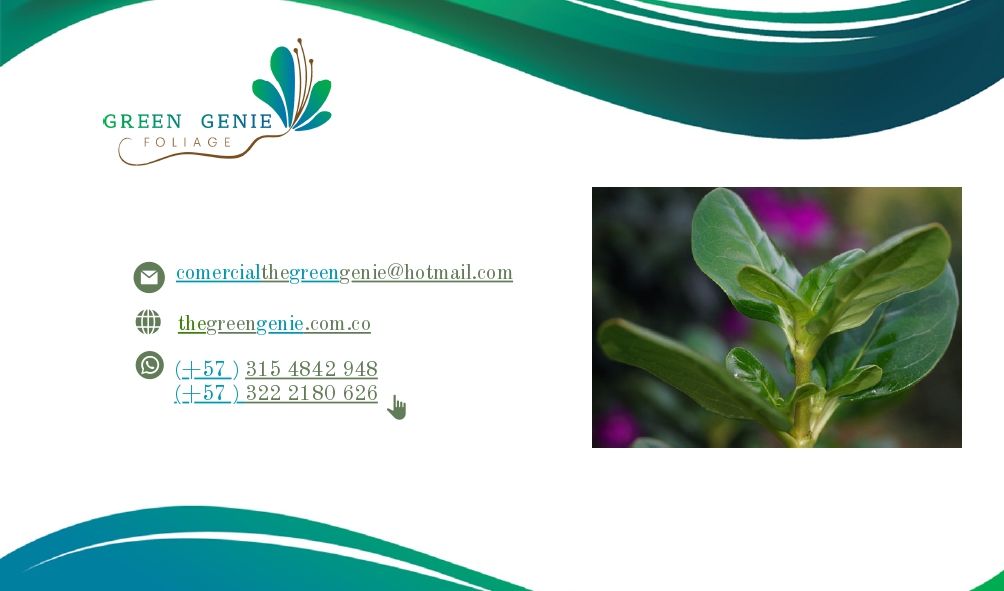 GREEN GENIE
FOLIAGE
comercialthegreengenie@hotmail.com
thegreengenie.com.co
(+57 ) 315 4842 948
(+57 ) 322 2180 626